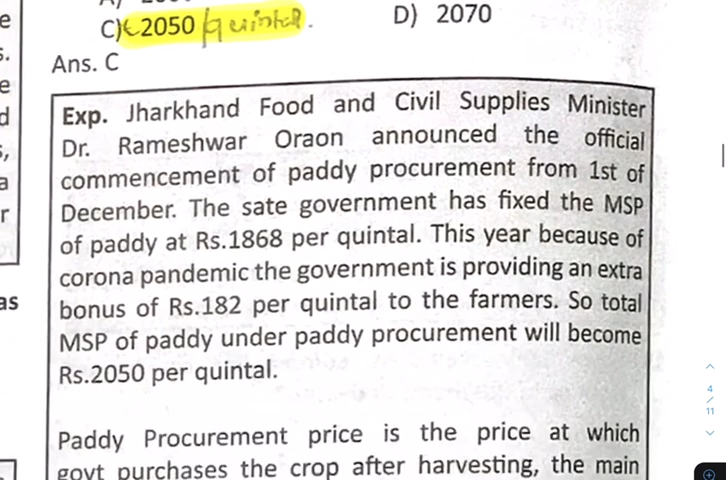 C) 2050 /quintal.
D) 2070
Ans. C
Exp. Jharkhand Food and Civil Supplies Minister
Dr. Rameshwar Oraon announced the official
commencement of paddy procurement from 1st of
December. The sate government has fixed the MSP
of paddy at Rs.1868 per quintal. This year because of
corona pandemic the government is providing an extra
bonus of Rs.182 per quintal to the farmers. So total
MSP of paddy under paddy procurement will become
Rs.2050 per quintal.
Paddy Procurement price is the price at which
govt purchases the crop after harvesting, the main
as
4
/
11